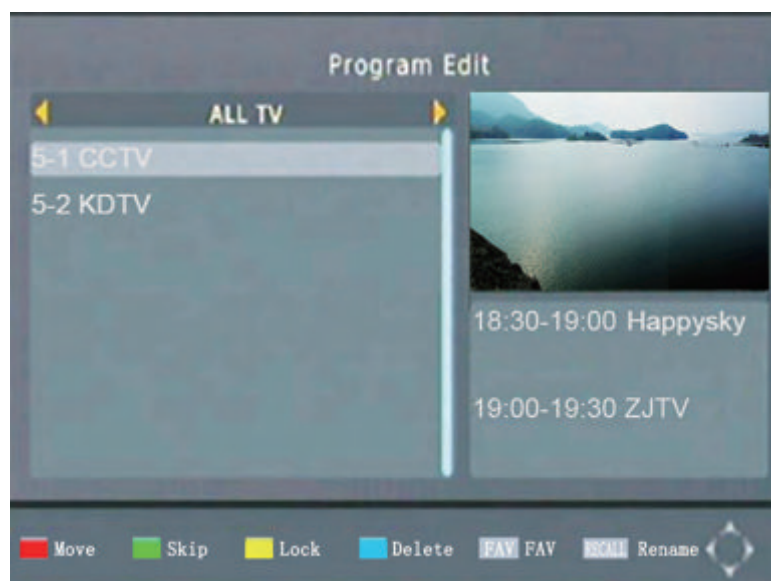 Program Edit
ALL TV
5-1 CCTV
5-2 KDTV
18:30-19:00 Happysky
19:00-19:30 ZJTV
Move Skip Lock Delete FAV FAV RECALL Rename